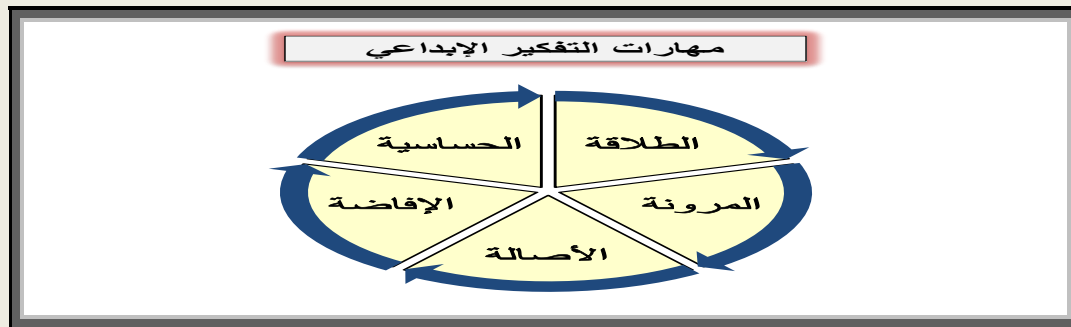 مهارات التفكير الإبداعي
الطلاقة
المرونة
الأصالة
الإفاضة
الحساسية